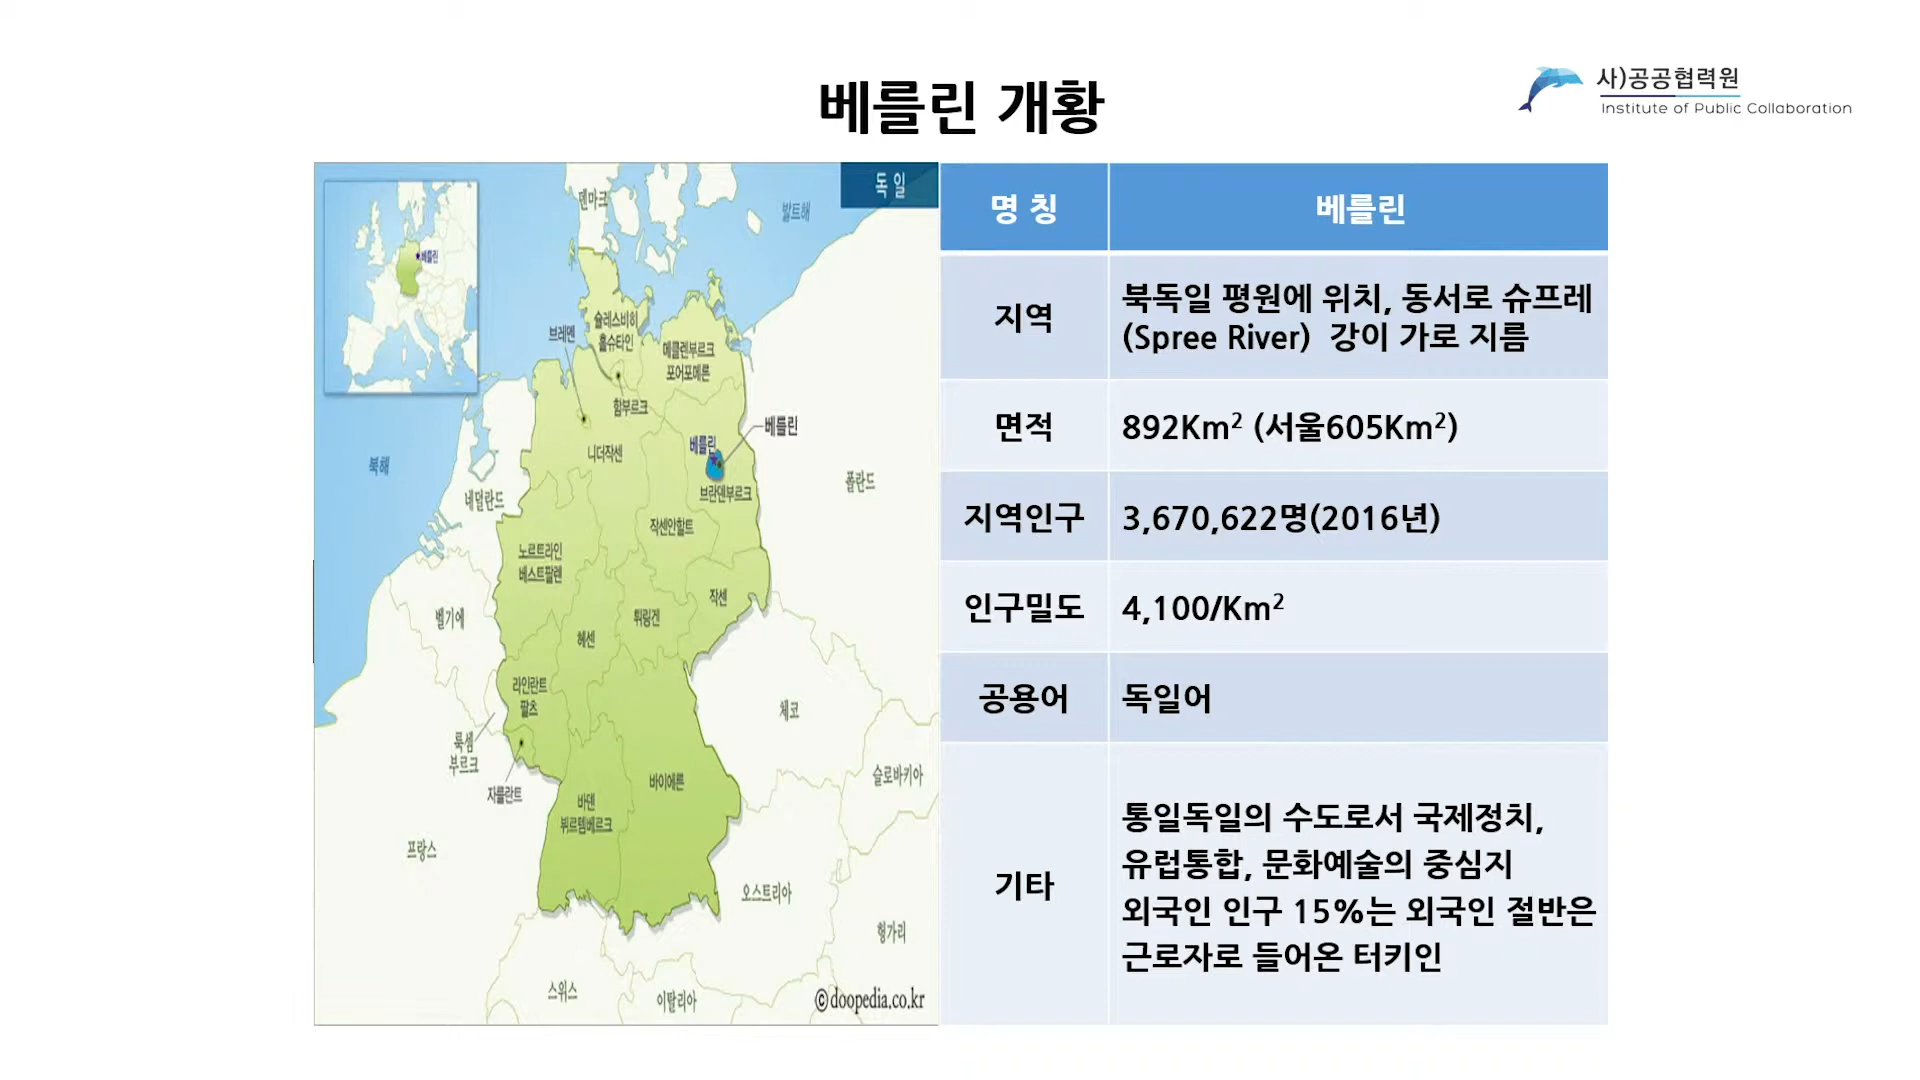 베를린 개황
사)공공협력원
Institute of Public Collaboration
독일
덴마크
발트해
베를린
슐레스비히
홀슈타인
브레멘
메클렌부르크
포어포메른
함부르크
베를린
베를린
니더작센
북해
네덜란드
폴란드
브란덴부르크
작센안할트
노르트라인
베스트팔렌
작센
벨기에
튀링겐
헤센
라인란트
팔츠
체코
룩셈
부르크
자를란트
바이에른
슬로바키아
바덴
뷔르템베르크
프랑스
오스트리아
헝가리
스위스
이탈리아
©doopedia.co.kr
명 칭 베를린
지역 북독일 평원에 위치, 동서로 슈프레
(Spree River) 강이 가로 지름
면적 892Km² (서울605Km²)
지역인구 3,670,622명(2016년)
인구밀도 4,100/Km²
공용어 독일어
기타 통일독일의 수도로서 국제정치,
유럽통합, 문화예술의 중심지
외국인 인구 15%는 외국인 절반은
근로자로 들어온 터키인